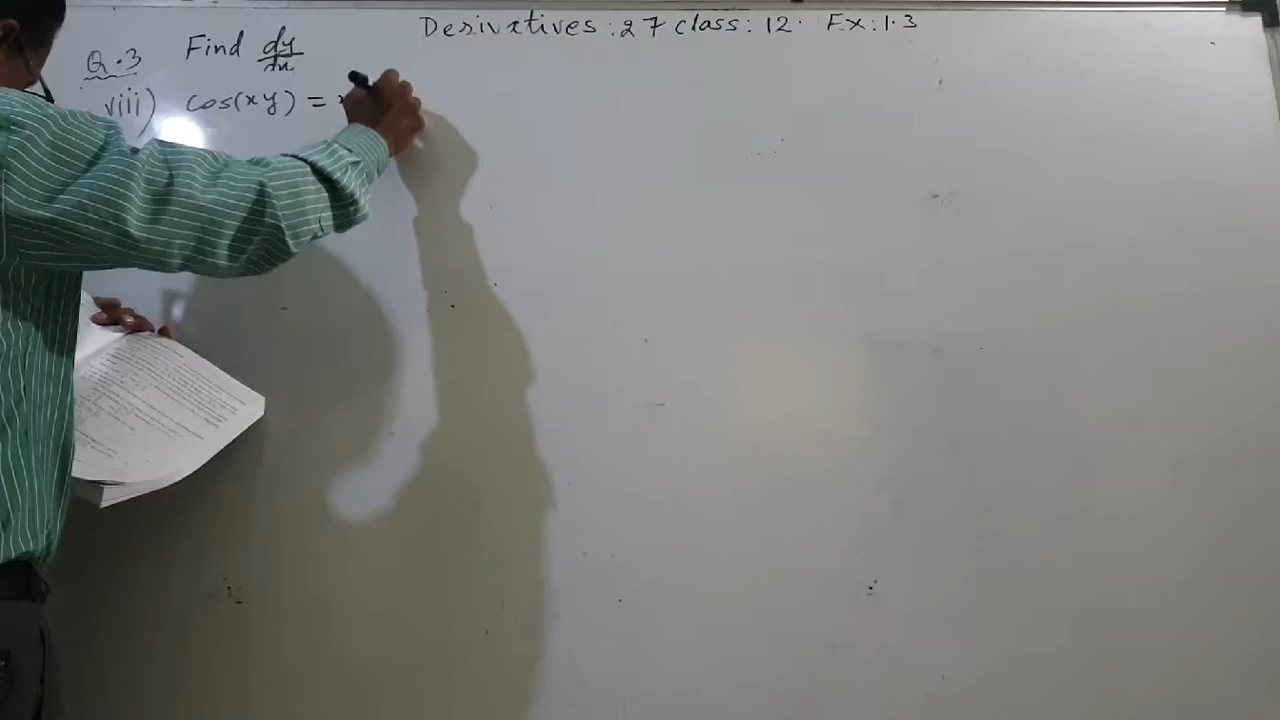 Derivatives : 27 class : 12. Ex : 1.3
Q.3 Find dy/dx
viii) cos(xy) =